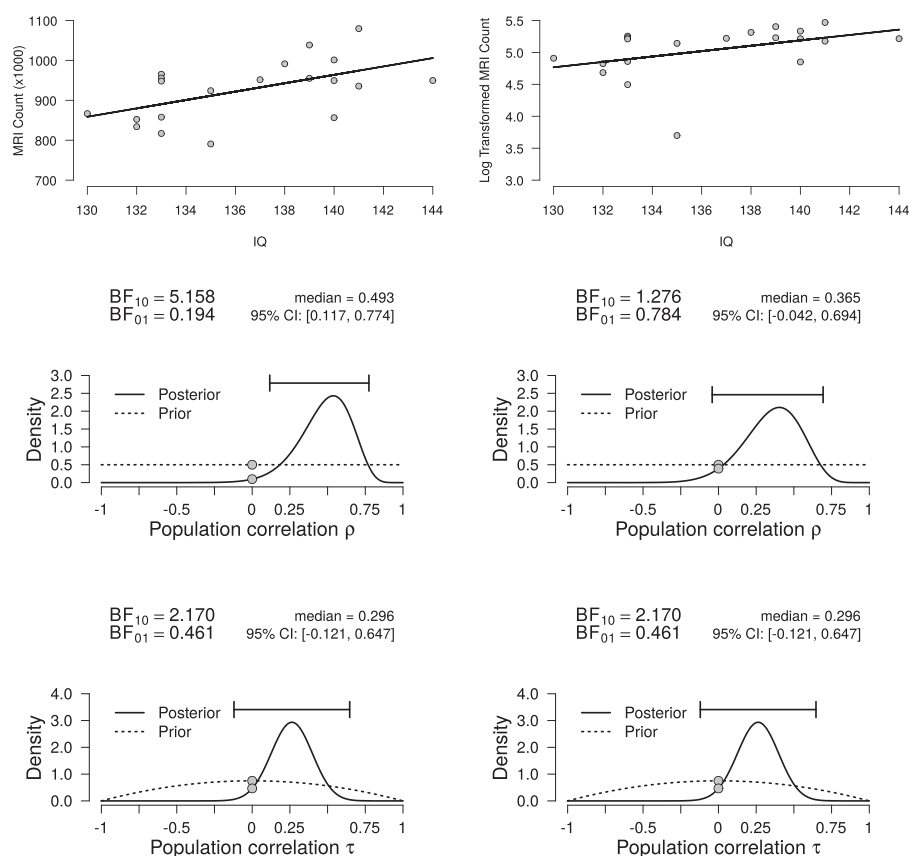 MRI Count (x1000)
1100
1000
900
800
700
130 132 134 136 138 140 142 144
IQ
Log Transformed MRI Count
5.5
5.0
4.5
4.0
3.5
3.0
130 132 134 136 138 140 142 144
IQ
BF10 = 5.158
BF01 = 0.194
median = 0.493
95% CI: [0.117, 0.774]
Density
3.0
2.5
2.0
1.5
1.0
0.5
0.0
Posterior
Prior
-1 -0.5 0 0.25 0.75 1
Population correlation ρ
BF10 = 1.276
BF01 = 0.784
median = 0.365
95% CI: [-0.042, 0.694]
Density
3.0
2.5
2.0
1.5
1.0
0.5
0.0
Posterior
Prior
-1 -0.5 0 0.25 0.75 1
Population correlation ρ
BF10 = 2.170
BF01 = 0.461
median = 0.296
95% CI: [-0.121, 0.647]
Density
4.0
3.0
2.0
1.0
0.0
Posterior
Prior
-1 -0.5 0 0.25 0.75 1
Population correlation τ
BF10 = 2.170
BF01 = 0.461
median = 0.296
95% CI: [-0.121, 0.647]
Density
4.0
3.0
2.0
1.0
0.0
Posterior
Prior
-1 -0.5 0 0.25 0.75 1
Population correlation τ